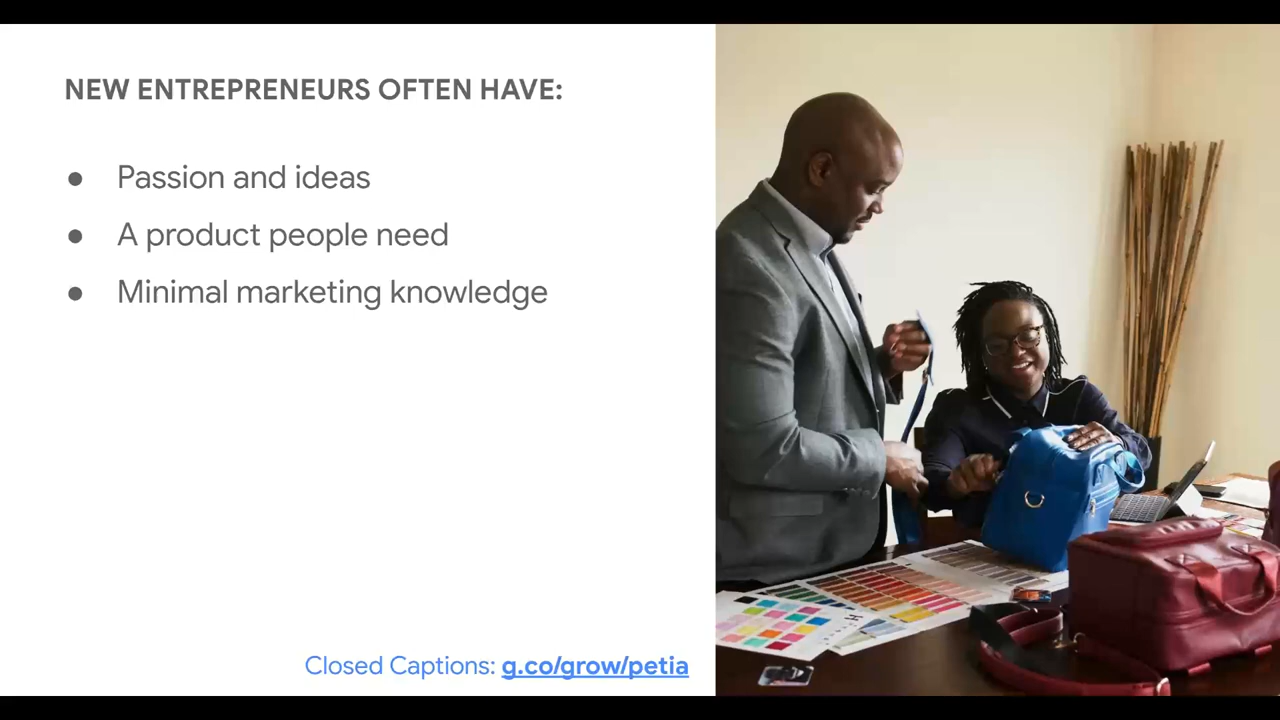 NEW ENTREPRENEURS OFTEN HAVE:
● Passion and ideas
● A product people need
● Minimal marketing knowledge
Closed Captions: g.co/grow/petia